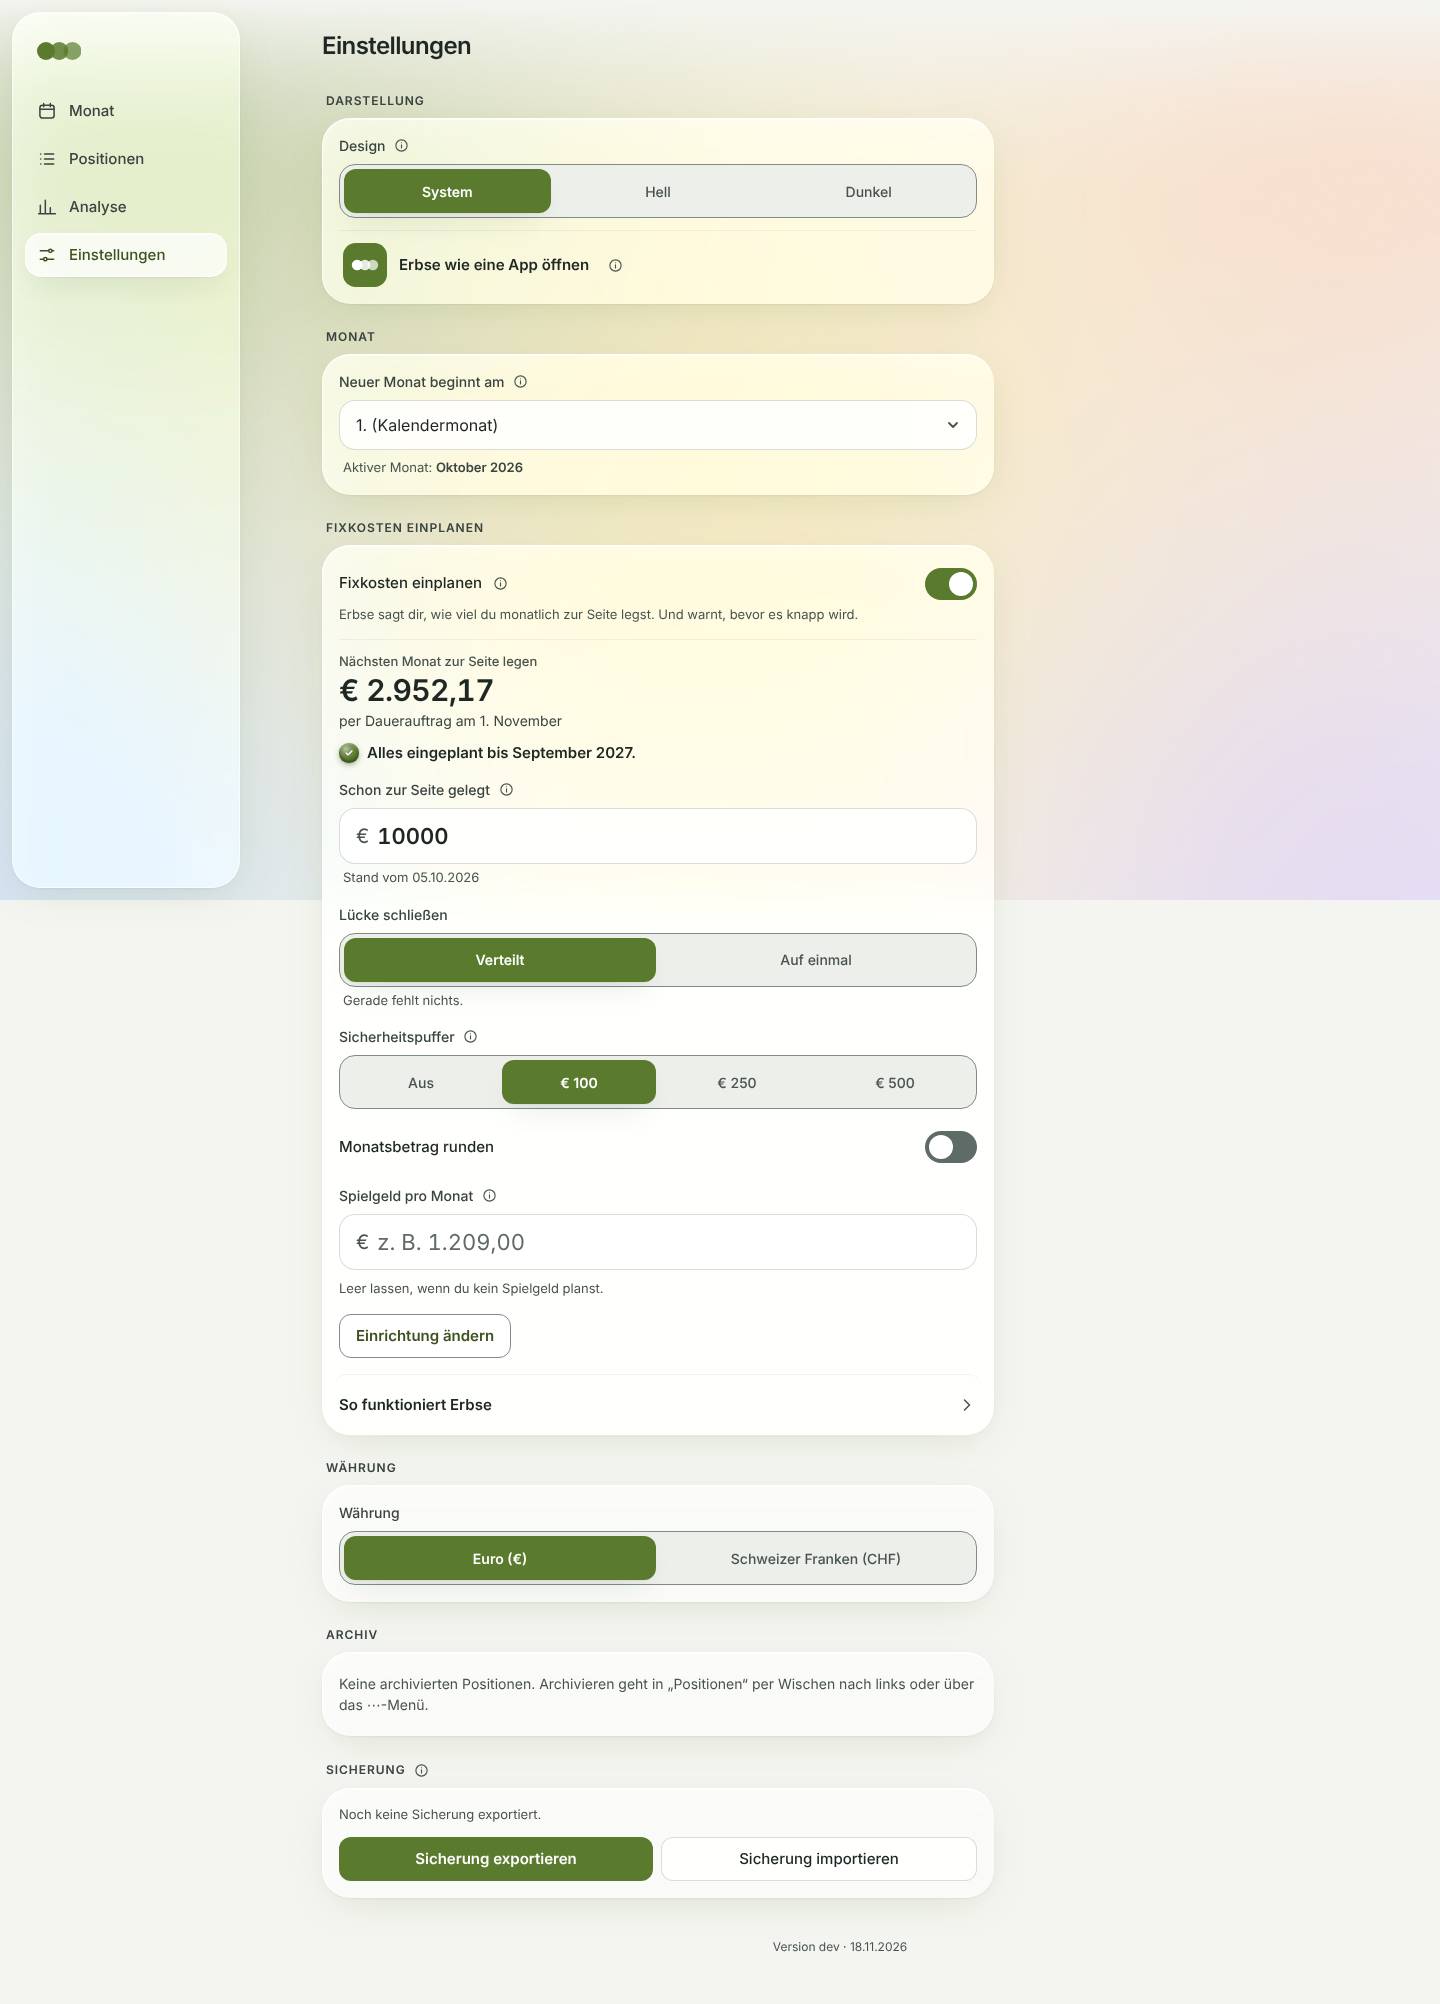 Einstellungen
Monat
Positionen
Analyse
Einstellungen
DARSTELLUNG
Design
System
Hell
Dunkel
Erbse wie eine App öffnen
MONAT
Neuer Monat beginnt am
1. (Kalendermonat)
Aktiver Monat: Oktober 2026
FIXKOSTEN EINPLANEN
Fixkosten einplanen
Erbse sagt dir, wie viel du monatlich zur Seite legst. Und warnt, bevor es knapp wird.
Nächsten Monat zur Seite legen
€ 2.952,17
per Dauerauftrag am 1. November
Alles eingeplant bis September 2027.
Schon zur Seite gelegt
€ 10000
Stand vom 05.10.2026
Lücke schließen
Verteilt
Auf einmal
Gerade fehlt nichts.
Sicherheitspuffer
Aus
€ 100
€ 250
€ 500
Monatsbetrag runden
Spielgeld pro Monat
€ z. B. 1.209,00
Leer lassen, wenn du kein Spielgeld planst.
Einrichtung ändern
So funktioniert Erbse
WÄHRUNG
Währung
Euro (€)
Schweizer Franken (CHF)
ARCHIV
Keine archivierten Positionen. Archivieren geht in „Positionen“ per Wischen nach links oder über
das ···-Menü.
SICHERUNG
Noch keine Sicherung exportiert.
Sicherung exportieren
Sicherung importieren
Version dev · 18.11.2026